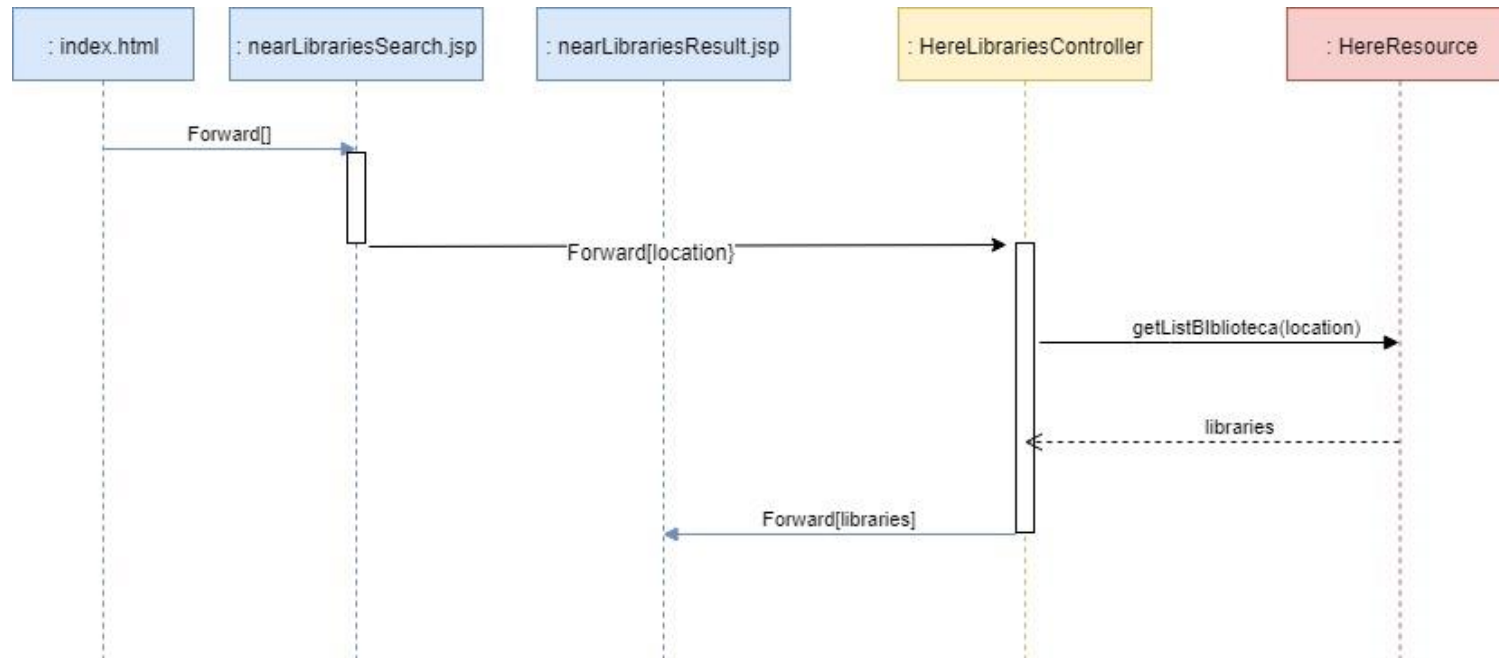 : index.html
: nearLibrariesSearch.jsp
: nearLibrariesResult.jsp
: HereLibrariesController
: HereResource
Forward[]
Forward[location}
getListBIblioteca(location)
libraries
Forward[libraries]